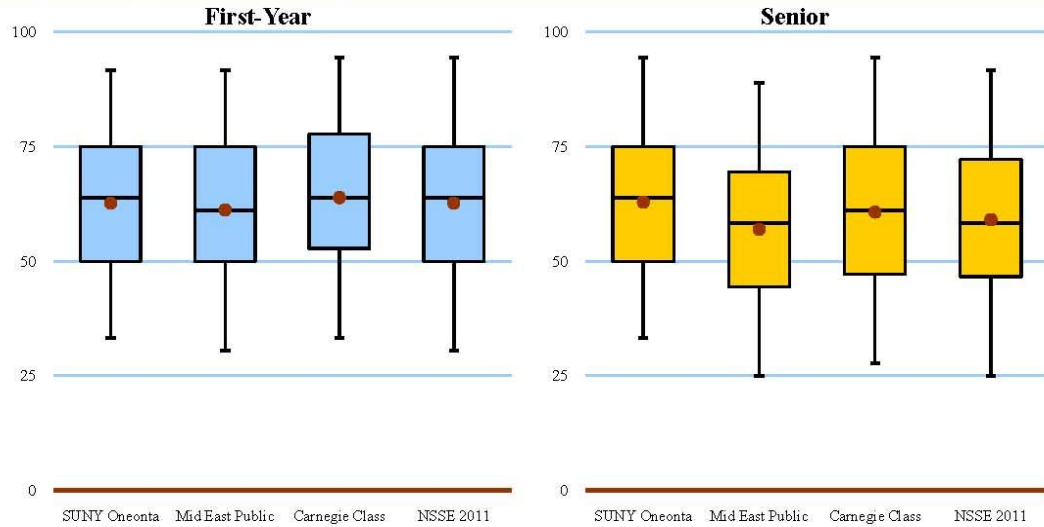 First-Year
100
75
50
25
0
SUNY Oneonta Mid East Public Carnegie Class NSSE 2011
Senior
100
75
50
25
0
SUNY Oneonta Mid East Public Carnegie Class NSSE 2011